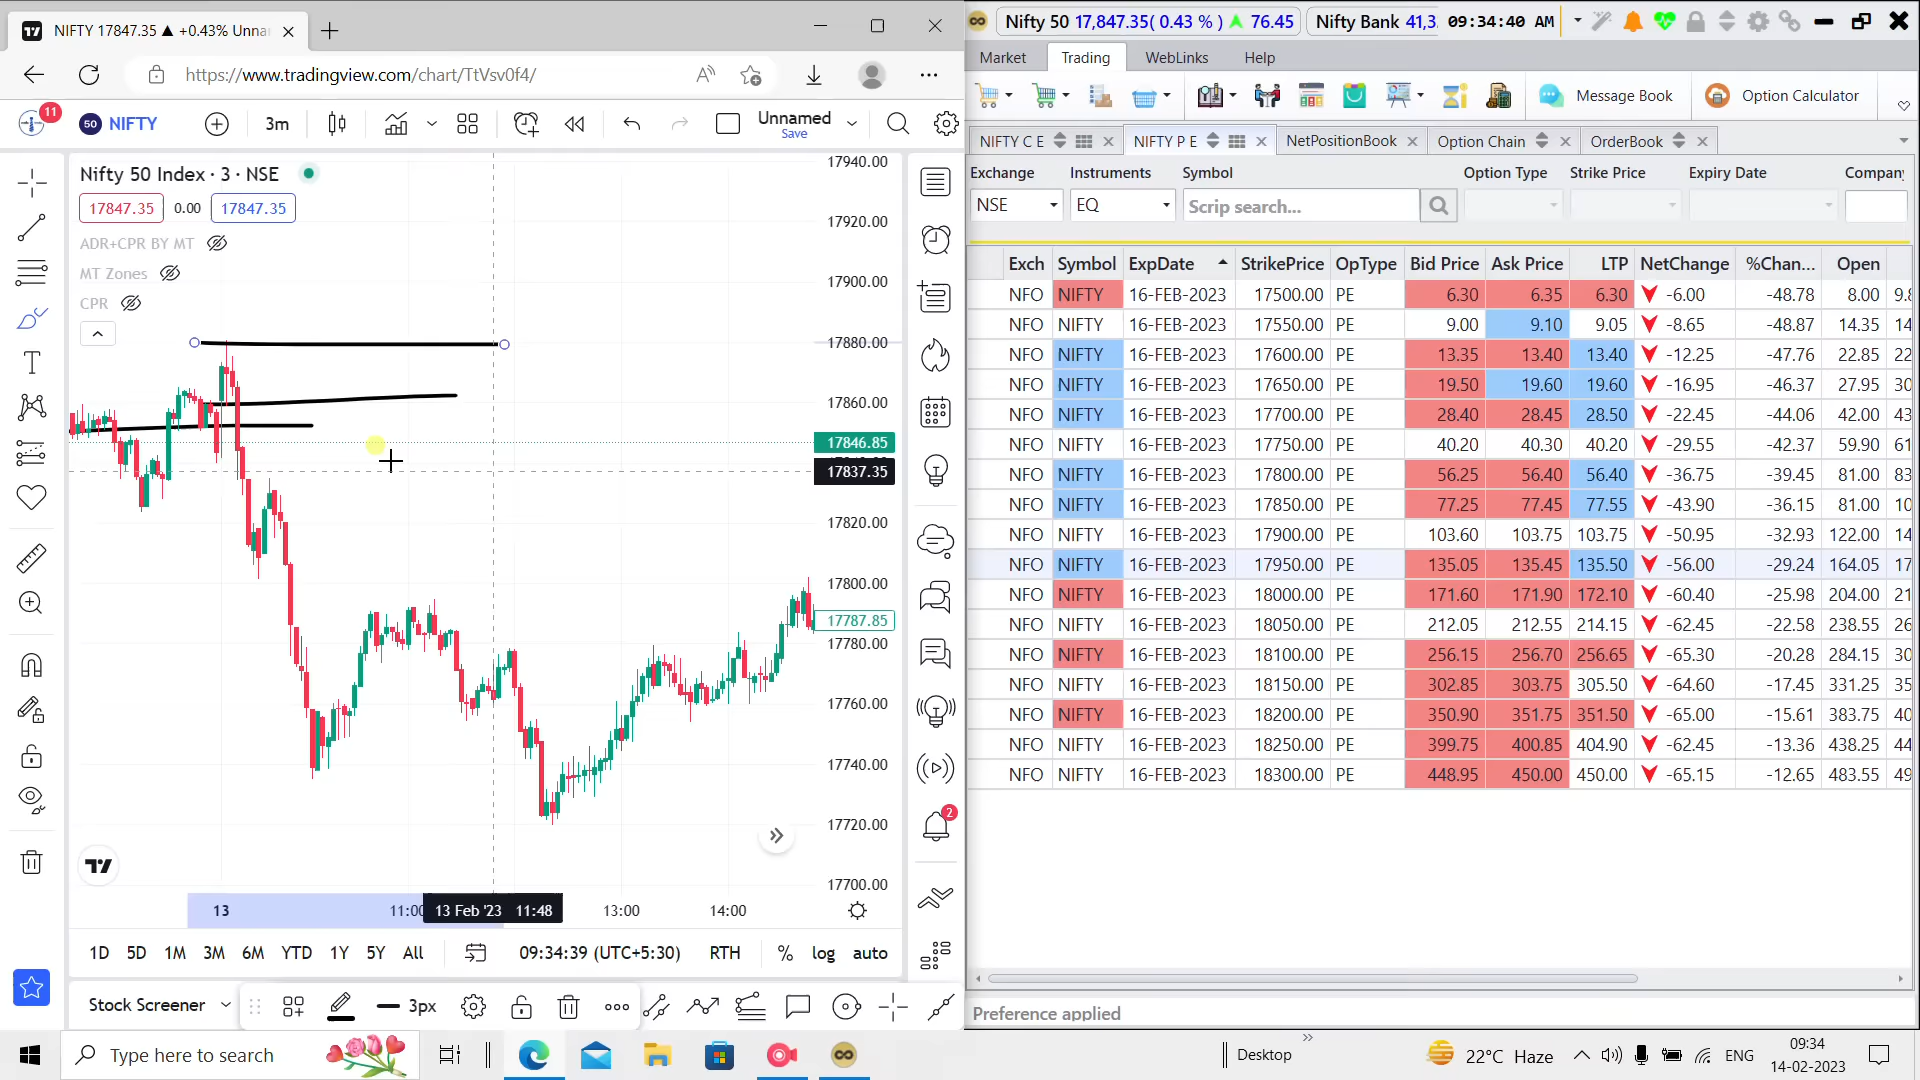 NIFTY 17847.35 ▲ +0.43% Unna
https://www.tradingview.com/chart/TtVsv0f4/
11
50 NIFTY
3m
Unnamed
Save
Nifty 50 Index · 3 · NSE
17847.35 0.00 17847.35
ADR+CPR BY MT
MT Zones
CPR
17940.00
17920.00
17900.00
17880.00
17860.00
17846.85
17837.35
17820.00
17800.00
17787.85
17780.00
17760.00
17740.00
17720.00
17700.00
13 11:00 13 Feb '23 11:48 13:00 14:00
1D 5D 1M 3M 6M YTD 1Y 5Y All 09:34:39 (UTC+5:30) RTH % log auto
Stock Screener 3px
2
Nifty 50 17,847.35( 0.43 % ) 76.45 Nifty Bank 41,3 09:34:40 AM
Market Trading WebLinks Help
Message Book Option Calculator
NIFTY C E NIFTY P E NetPositionBook Option Chain OrderBook
Exchange Instruments Symbol Option Type Strike Price Expiry Date Company
NSE EQ Scrip search...
Exch Symbol ExpDate StrikePrice OpType Bid Price Ask Price LTP NetChange %Chan... Open
NFO NIFTY 16-FEB-2023 17500.00 PE 6.30 6.35 6.30 -6.00 -48.78 8.00 9.8
NFO NIFTY 16-FEB-2023 17550.00 PE 9.00 9.10 9.05 -8.65 -48.87 14.35 14
NFO NIFTY 16-FEB-2023 17600.00 PE 13.35 13.40 13.40 -12.25 -47.76 22.85 22
NFO NIFTY 16-FEB-2023 17650.00 PE 19.50 19.60 19.60 -16.95 -46.37 27.95 30
NFO NIFTY 16-FEB-2023 17700.00 PE 28.40 28.45 28.50 -22.45 -44.06 42.00 43
NFO NIFTY 16-FEB-2023 17750.00 PE 40.20 40.30 40.20 -29.55 -42.37 59.90 61
NFO NIFTY 16-FEB-2023 17800.00 PE 56.25 56.40 56.40 -36.75 -39.45 81.00 83
NFO NIFTY 16-FEB-2023 17850.00 PE 77.25 77.45 77.55 -43.90 -36.15 81.00 10
NFO NIFTY 16-FEB-2023 17900.00 PE 103.60 103.75 103.75 -50.95 -32.93 122.00 14
NFO NIFTY 16-FEB-2023 17950.00 PE 135.05 135.45 135.50 -56.00 -29.24 164.05 17
NFO NIFTY 16-FEB-2023 18000.00 PE 171.60 171.90 172.10 -60.40 -25.98 204.00 21
NFO NIFTY 16-FEB-2023 18050.00 PE 212.05 212.55 214.15 -62.45 -22.58 238.55 26
NFO NIFTY 16-FEB-2023 18100.00 PE 256.15 256.70 256.65 -65.30 -20.28 284.15 30
NFO NIFTY 16-FEB-2023 18150.00 PE 302.85 303.75 305.50 -64.60 -17.45 331.25 35
NFO NIFTY 16-FEB-2023 18200.00 PE 350.90 351.75 351.50 -65.00 -15.61 383.75 40
NFO NIFTY 16-FEB-2023 18250.00 PE 399.75 400.85 404.90 -62.45 -13.36 438.25 44
NFO NIFTY 16-FEB-2023 18300.00 PE 448.95 450.00 450.00 -65.15 -12.65 483.55 49
Preference applied
Type here to search
Desktop 22°C Haze ENG
09:34
14-02-2023